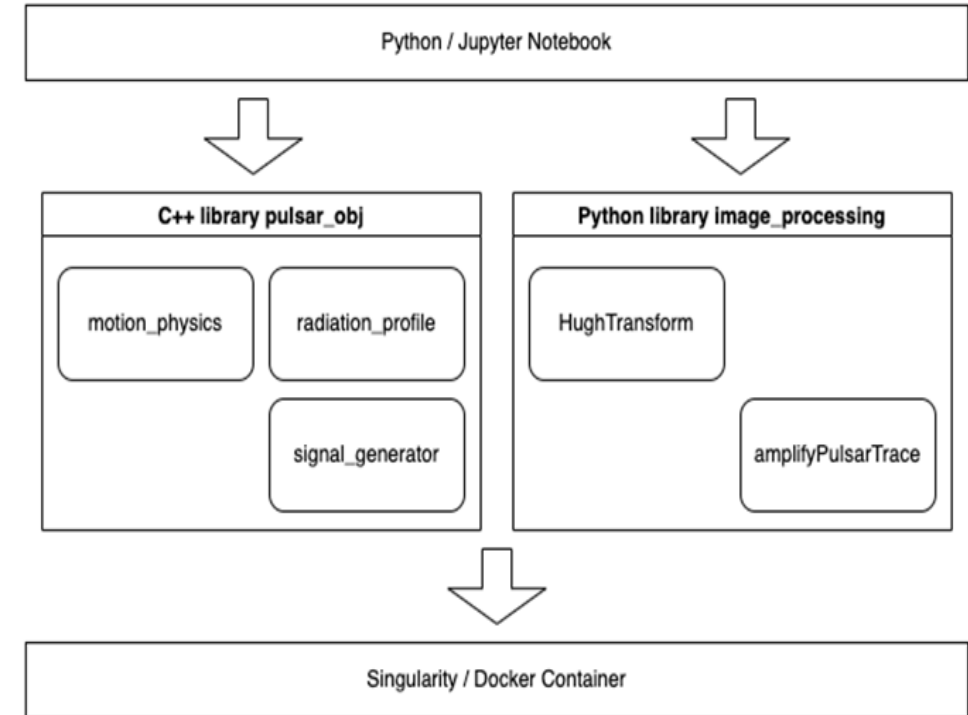 Python / Jupyter Notebook
C++ library pulsar_obj
Python library image_processing
motion_physics
radiation_profile
HughTransform
signal_generator
amplifyPulsarTrace
Singularity / Docker Container